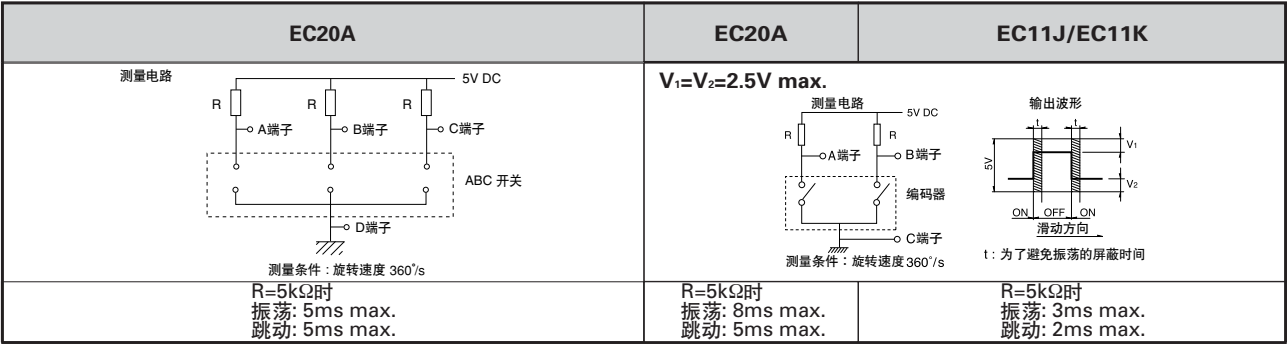 EC20A
EC20A
EC11J/EC11K
测量电路
5V DC
R
R
R
A端子
B端子
C端子
ABC 开关
D端子
测量条件：旋转速度 360°/s
V₁=V₂=2.5V max.
测量电路
5V DC
R
R
A端子
B端子
编码器
C端子
测量条件：旋转速度 360°/s
输出波形
t
t
5V
V₁
V₂
ON
OFF
ON
滑动方向
t：为了避免振荡的屏蔽时间
R=5kΩ时
振荡: 5ms max.
跳动: 5ms max.
R=5kΩ时
振荡: 8ms max.
跳动: 5ms max.
R=5kΩ时
振荡: 3ms max.
跳动: 2ms max.